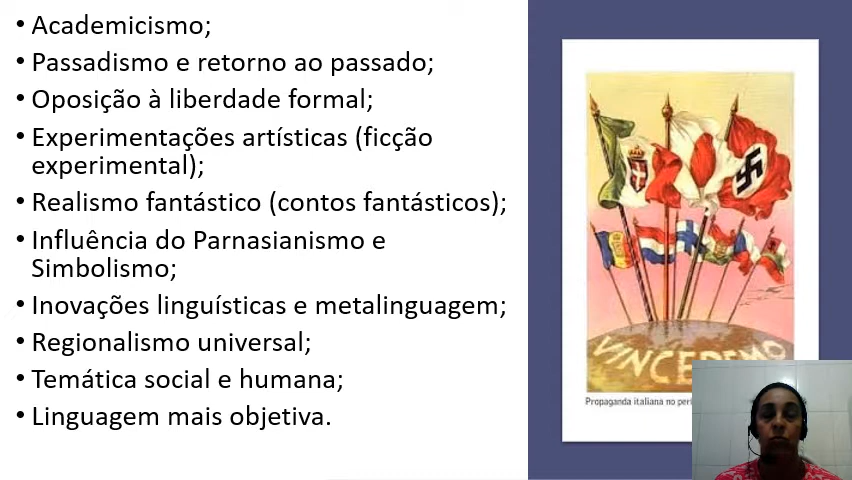 • Academicismo;
• Passadismo e retorno ao passado;
• Oposição à liberdade formal;
• Experimentações artísticas (ficção
experimental);
• Realismo fantástico (contos fantásticos);
• Influência do Parnasianismo e
Simbolismo;
• Inovações linguísticas e metalinguagem;
• Regionalismo universal;
• Temática social e humana;
• Linguagem mais objetiva.
VINCEREMO
Propaganda italiana no